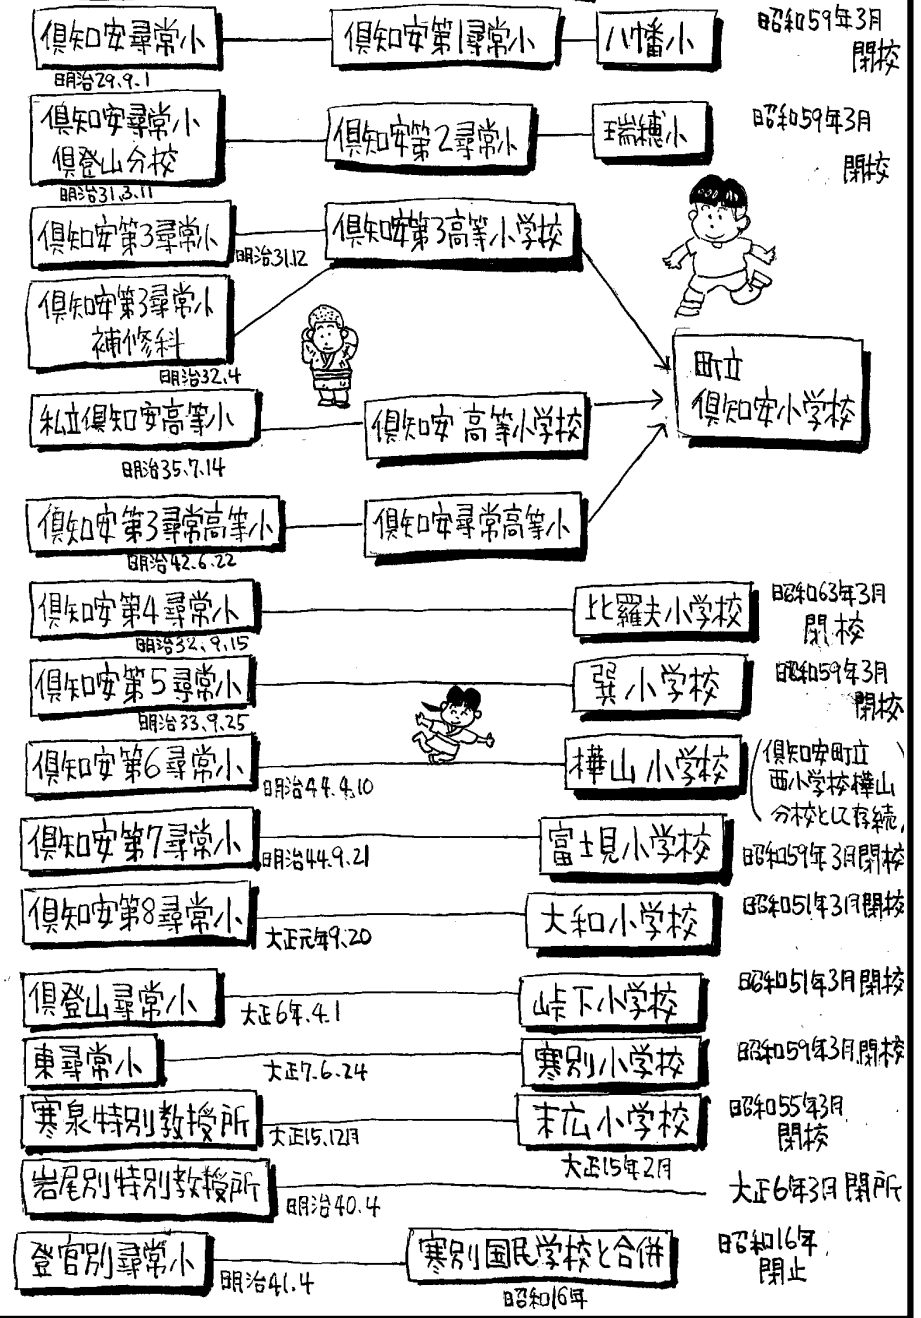 倶知安尋常小 倶知安第1尋常小 八幡小 昭和59年3月
明治29.9.1 閉校
倶知安尋常小 倶知安第2尋常小 瑞穂小 昭和59年3月
倶登山分校 閉校
明治31.3.11
倶知安第3尋常小 明治31.12 倶知安第3高等小学校
倶知安第3尋常小
補修科
明治32.4
町立
倶知安小学校
私立倶知安高等小 倶知安高等小学校
明治35.7.14
倶知安第3尋常高等小 倶知安尋常高等小
明治42.6.22
倶知安第4尋常小 比羅夫小学校 昭和63年3月
明治32.9.15 閉校
倶知安第5尋常小 巽小学校 昭和59年3月
明治33.9.25 閉校
倶知安第6尋常小 明治44.4.10 樺山小学校
(倶知安町立
西小学校樺山
分校として存続)
倶知安第7尋常小 明治44.9.21 富士見小学校 昭和59年3月閉校
倶知安第8尋常小 大正元年9.20 大和小学校 昭和51年3月閉校
倶登山尋常小 大正6年.4.1 峠下小学校 昭和51年3月閉校
東尋常小 大正7.6.24 寒別小学校 昭和59年3月閉校
寒泉特別教授所 大正15.12月 末広小学校 昭和55年3月
閉校
大正15年2月
岩尾別特別教授所 明治40.4 大正6年3月閉所
登官別尋常小 明治41.4 寒別国民学校と合併 昭和16年
昭和16年 閉止